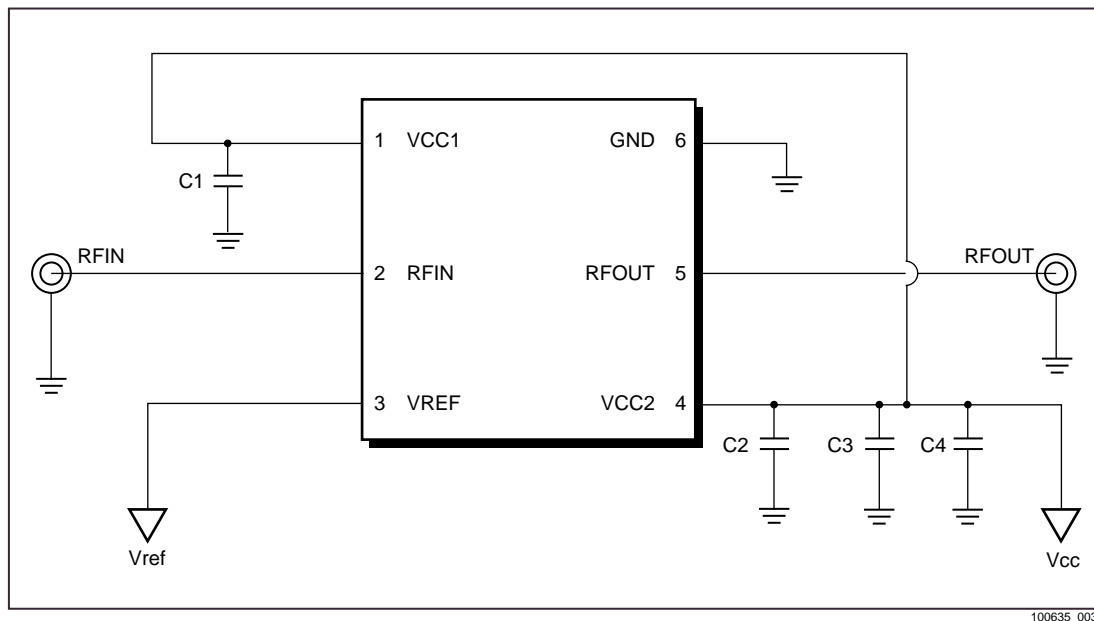 1 VCC1
GND 6
C1
RFIN
2 RFIN
RFOUT 5
RFOUT
3 VREF
VCC2 4
C2
C3
C4
Vref
Vcc
100635_003